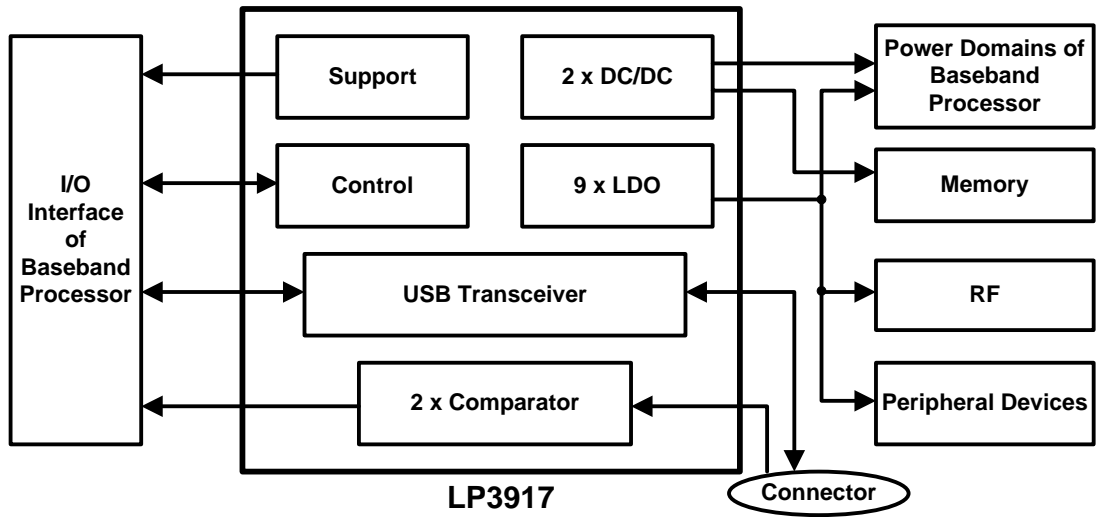 I/O
Interface
of
Baseband
Processor
Support
2 x DC/DC
Control
9 x LDO
USB Transceiver
2 x Comparator
LP3917
Power Domains of
Baseband
Processor
Memory
RF
Peripheral Devices
Connector